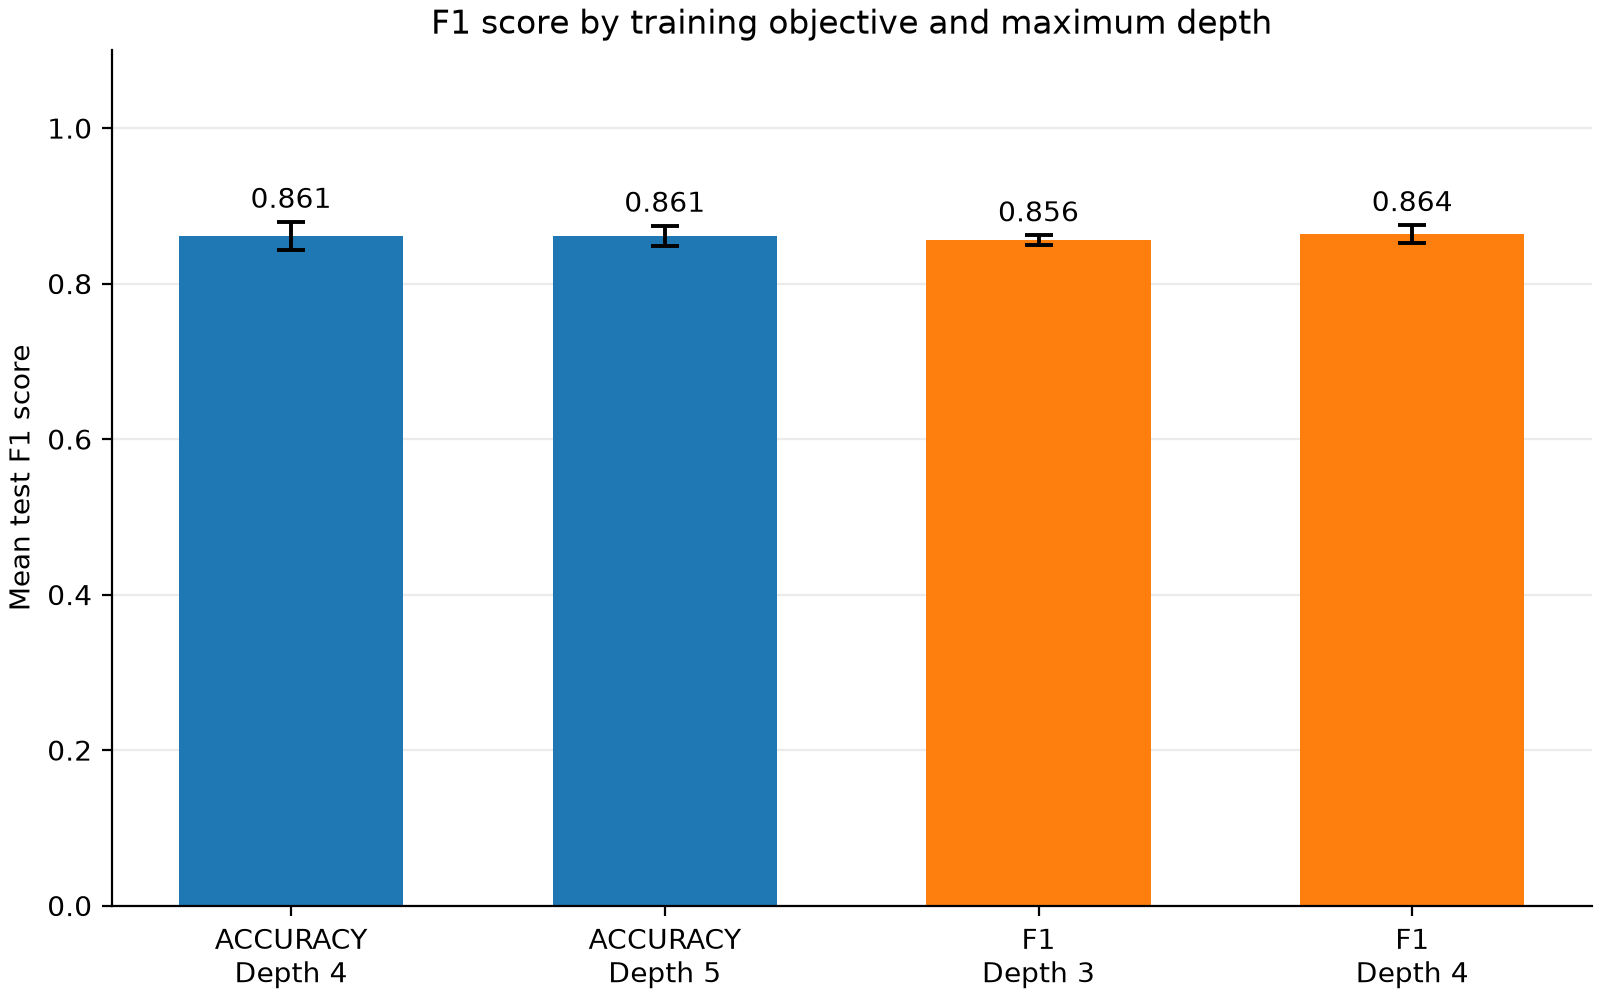 F1 score by training objective and maximum depth
Mean test F1 score
1.0
0.8
0.6
0.4
0.2
0.0
0.861
0.861
0.856
0.864
ACCURACY
Depth 4
ACCURACY
Depth 5
F1
Depth 3
F1
Depth 4